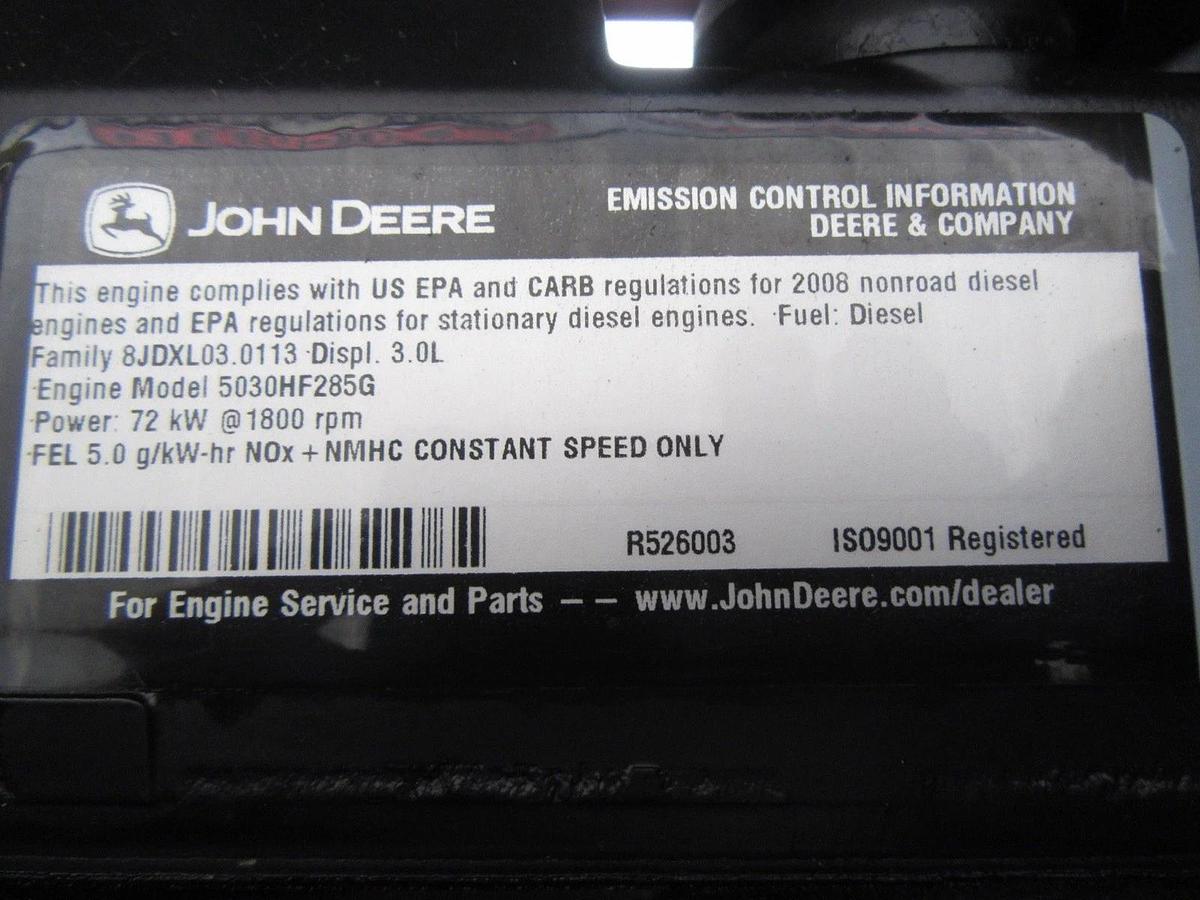 JOHN DEERE
EMISSION CONTROL INFORMATION
DEERE & COMPANY
This engine complies with US EPA and CARB regulations for 2008 nonroad diesel
engines and EPA regulations for stationary diesel engines. ·Fuel: Diesel
Family 8JDXL03.0113 ·Displ. 3.0L
·Engine Model 5030HF285G
·Power: 72 kW @1800 rpm
·FEL 5.0 g/kW-hr NOx + NMHC CONSTANT SPEED ONLY
R526003 ISO9001 Registered
For Engine Service and Parts – – www.JohnDeere.com/dealer